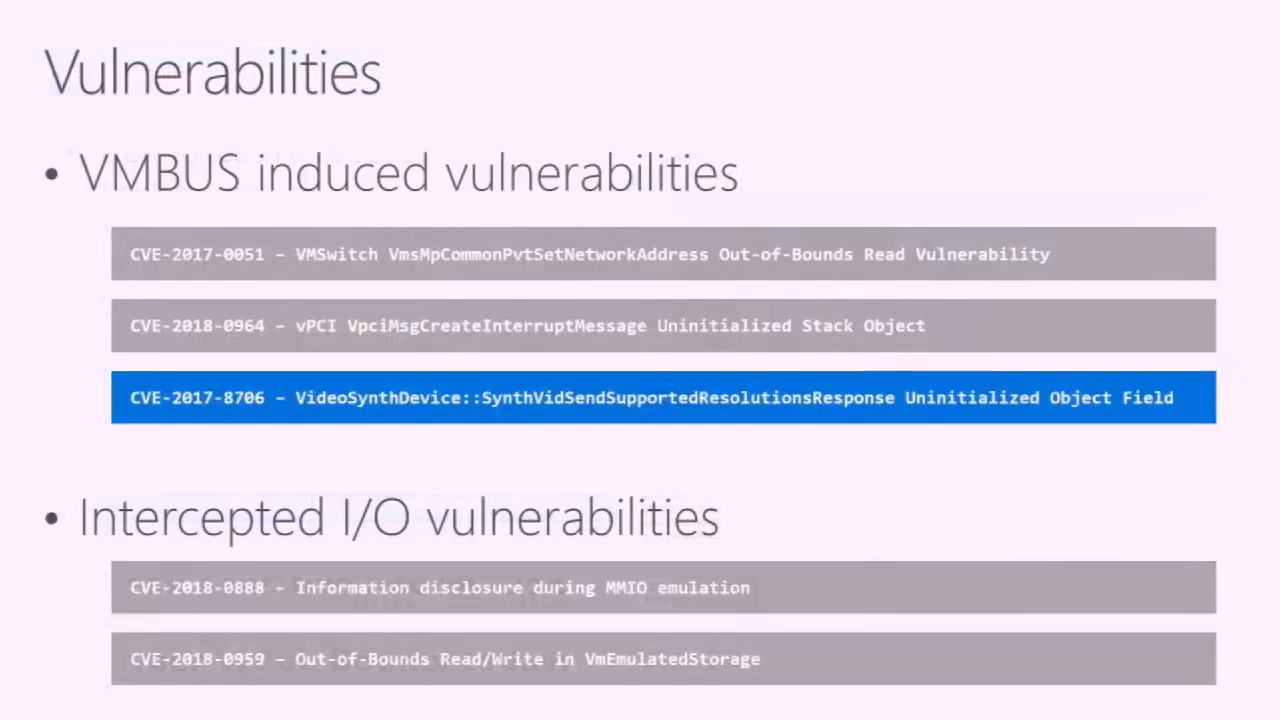 Vulnerabilities
• VMBUS induced vulnerabilities
CVE-2017-0051 – VMSwitch VmsMpCommonPvtSetNetworkAddress Out-of-Bounds Read Vulnerability
CVE-2018-0964 – vPCI VpciMsgCreateInterruptMessage Uninitialized Stack Object
CVE-2017-8706 – VideoSynthDevice::SynthVidSendSupportedResolutionsResponse Uninitialized Object Field
• Intercepted I/O vulnerabilities
CVE-2018-0888 – Information disclosure during MMIO emulation
CVE-2018-0959 – Out-of-Bounds Read/Write in VmEmulatedStorage